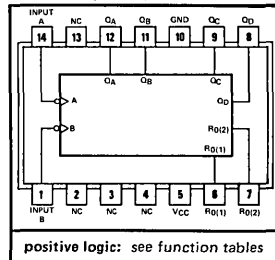 INPUT A NC QA QB GND QC QD
14 13 12 11 10 9 8
QA QB QC
A QD
B R0(2)
R0(1)
1 2 3 4 5 6 7
INPUT B NC NC NC VCC R0(1) R0(2)
positive logic: see function tables